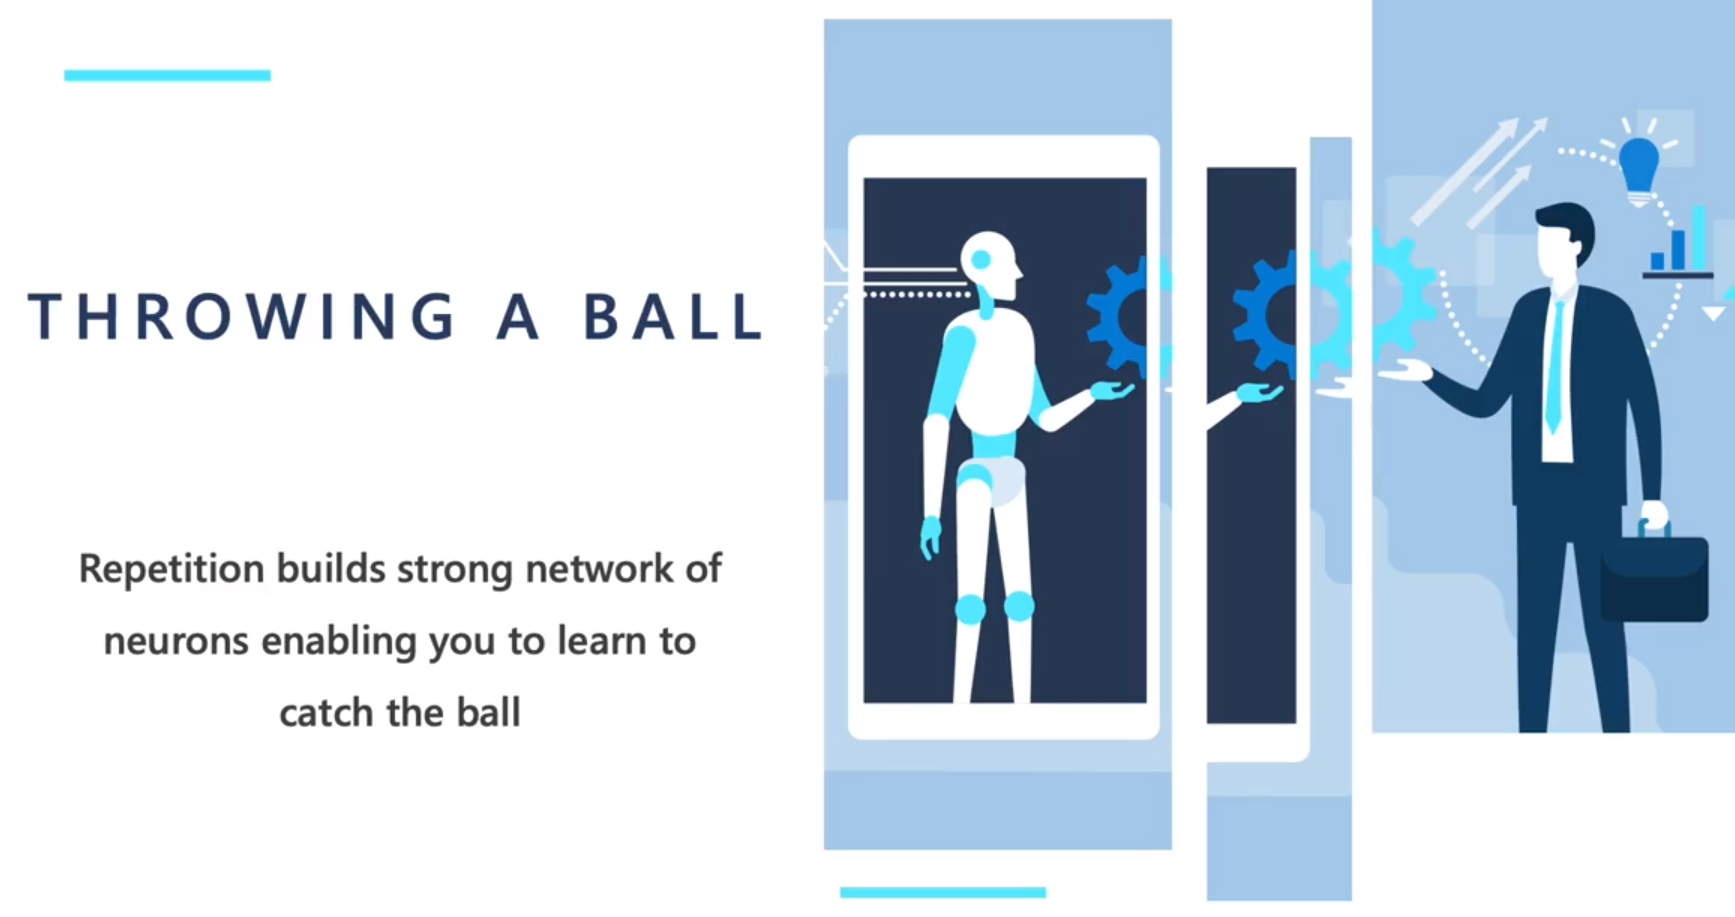 THROWING A BALL
Repetition builds strong network of
neurons enabling you to learn to
catch the ball